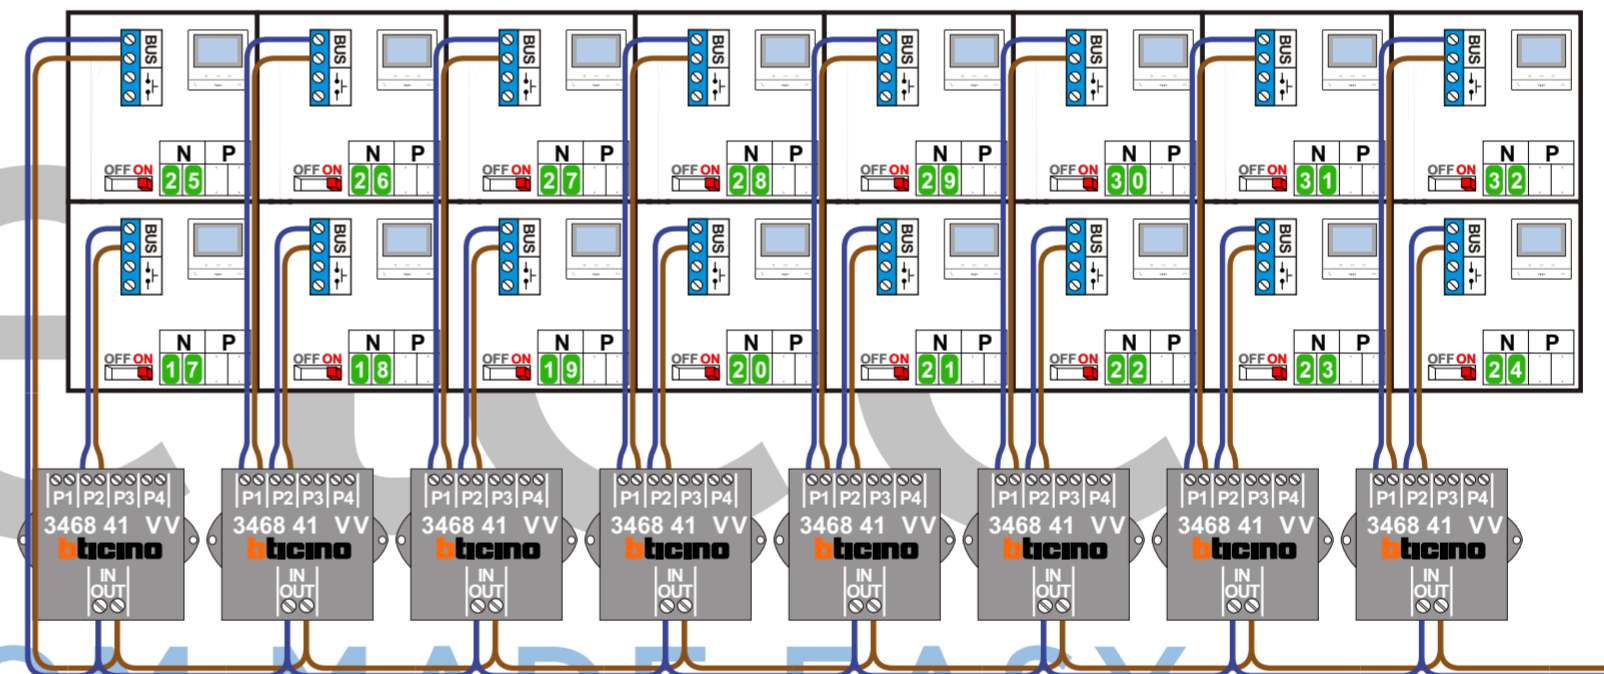 BUS BUS BUS BUS BUS BUS BUS BUS
N P N P N P N P N P N P N P N P
OFF ON 25 OFF ON 26 OFF ON 27 OFF ON 28 OFF ON 29 OFF ON 30 OFF ON 31 OFF ON 32
BUS BUS BUS BUS BUS BUS BUS BUS
N P N P N P N P N P N P N P N P
OFF ON 17 OFF ON 18 OFF ON 19 OFF ON 20 OFF ON 21 OFF ON 22 OFF ON 23 OFF ON 24
P1 P2 P3 P4 P1 P2 P3 P4 P1 P2 P3 P4 P1 P2 P3 P4 P1 P2 P3 P4 P1 P2 P3 P4 P1 P2 P3 P4 P1 P2 P3 P4
3468 41 VV 3468 41 VV 3468 41 VV 3468 41 VV 3468 41 VV 3468 41 VV 3468 41 VV 3468 41 VV
bticino bticino bticino bticino bticino bticino bticino bticino
IN IN IN IN IN IN IN IN
OUT OUT OUT OUT OUT OUT OUT OUT
MADE EASY